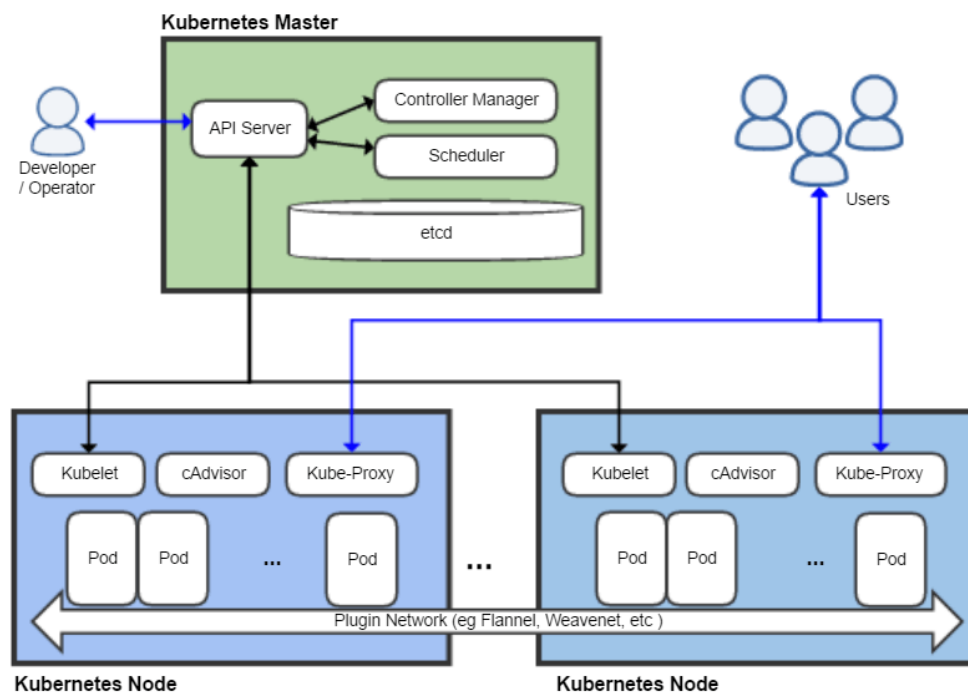 Kubernetes Master
API Server
Controller Manager
Scheduler
etcd
Developer
/ Operator
Users
Kubelet
cAdvisor
Kube-Proxy
Pod
Pod
...
Pod
...
Kubelet
cAdvisor
Kube-Proxy
Pod
Pod
...
Pod
Plugin Network (eg Flannel, Weavenet, etc )
Kubernetes Node
Kubernetes Node